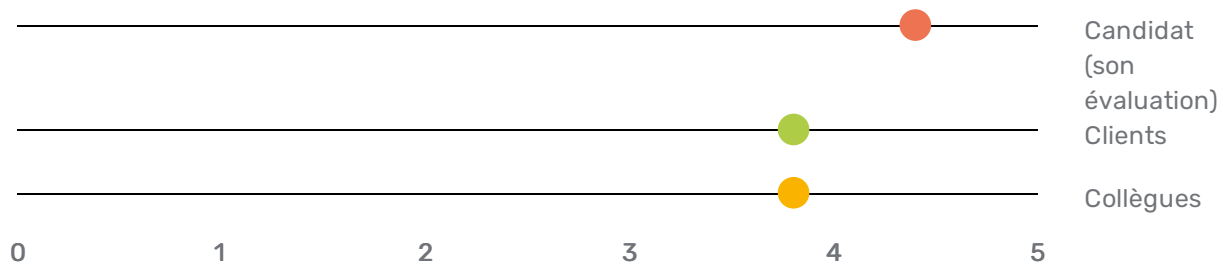 Candidat
(son
évaluation)
Clients
Collègues
0 1 2 3 4 5